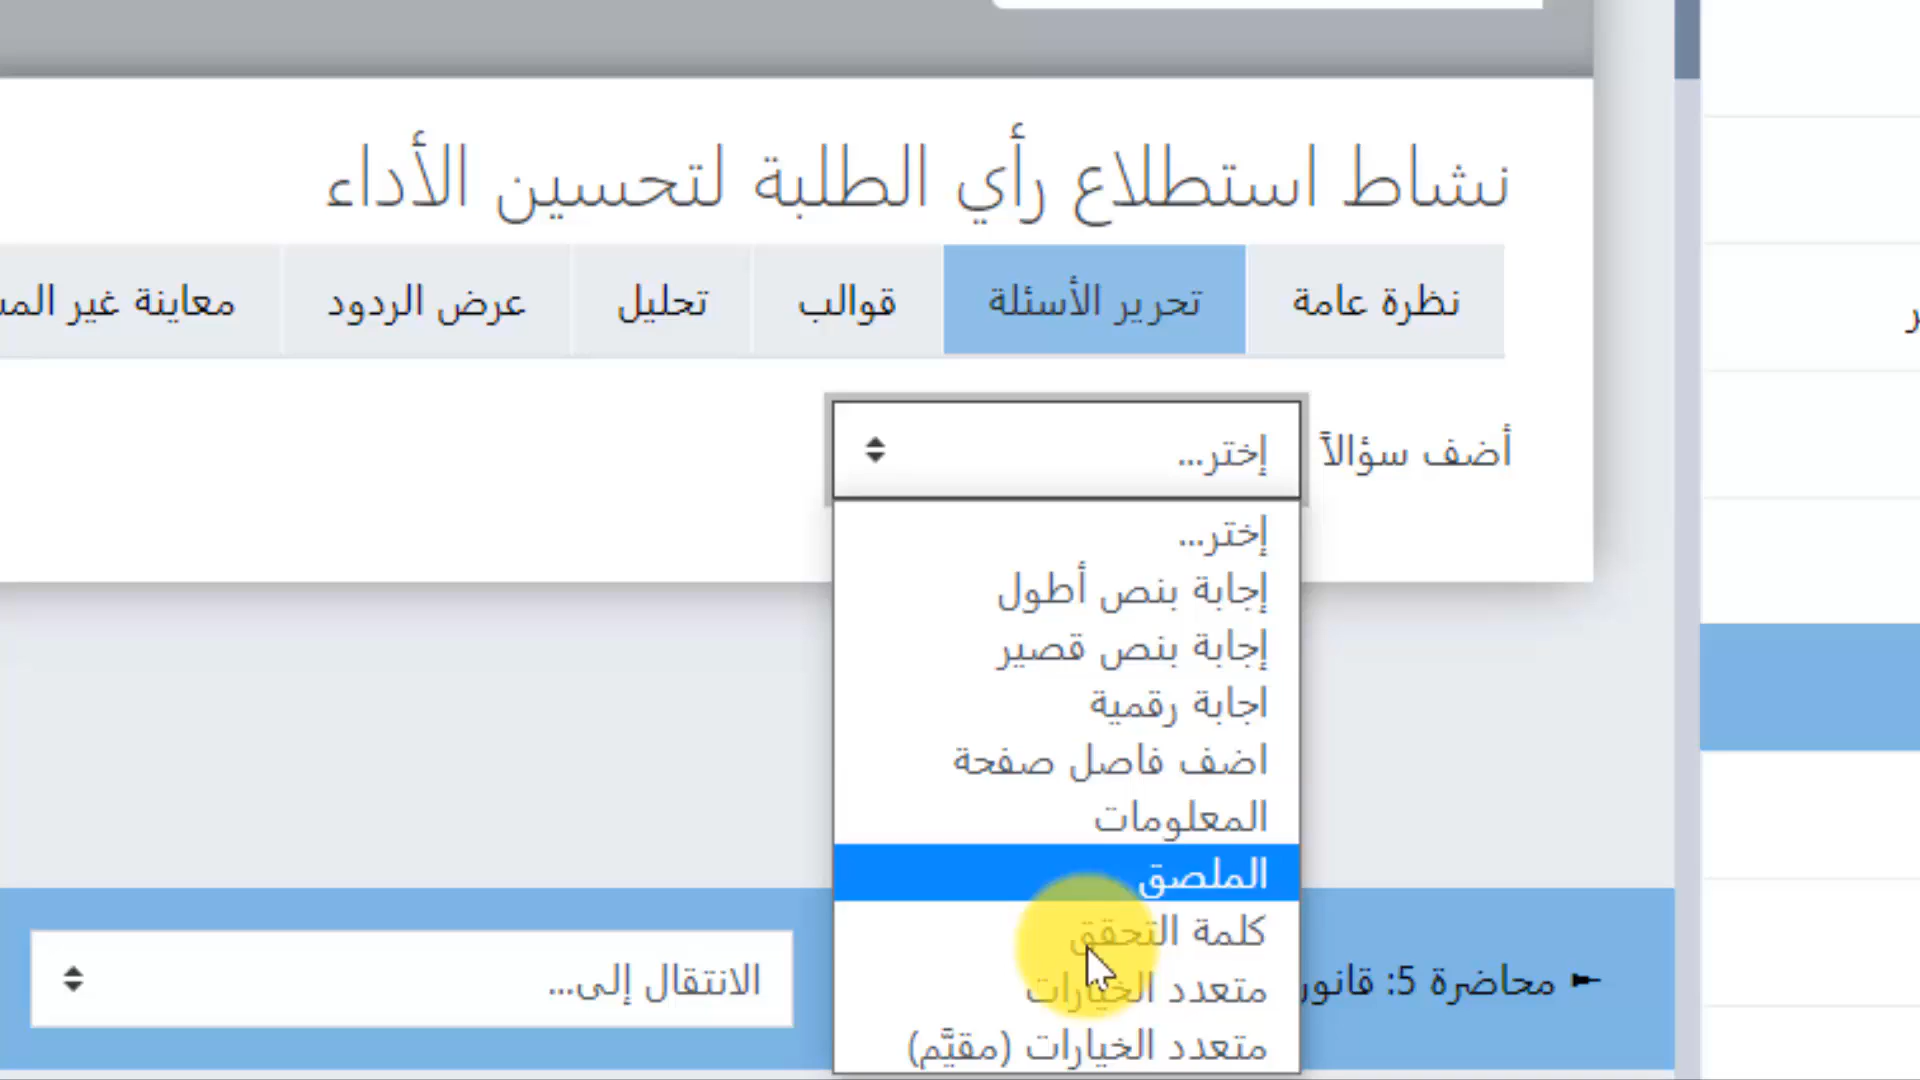 نشاط استطلاع رأي الطلبة لتحسين الأداء
نظرة عامة
تحرير الأسئلة
قوالب
تحليل
عرض الردود
معاينة غير
أضف سؤالاً
إختر...
إختر...
إجابة بنص أطول
إجابة بنص قصير
اجابة رقمية
اضف فاصل صفحة
المعلومات
الملصق
كلمة التحقق
متعدد الخيارات
متعدد الخيارات (مقيَّم)
محاضرة 5:
الانتقال إلى...